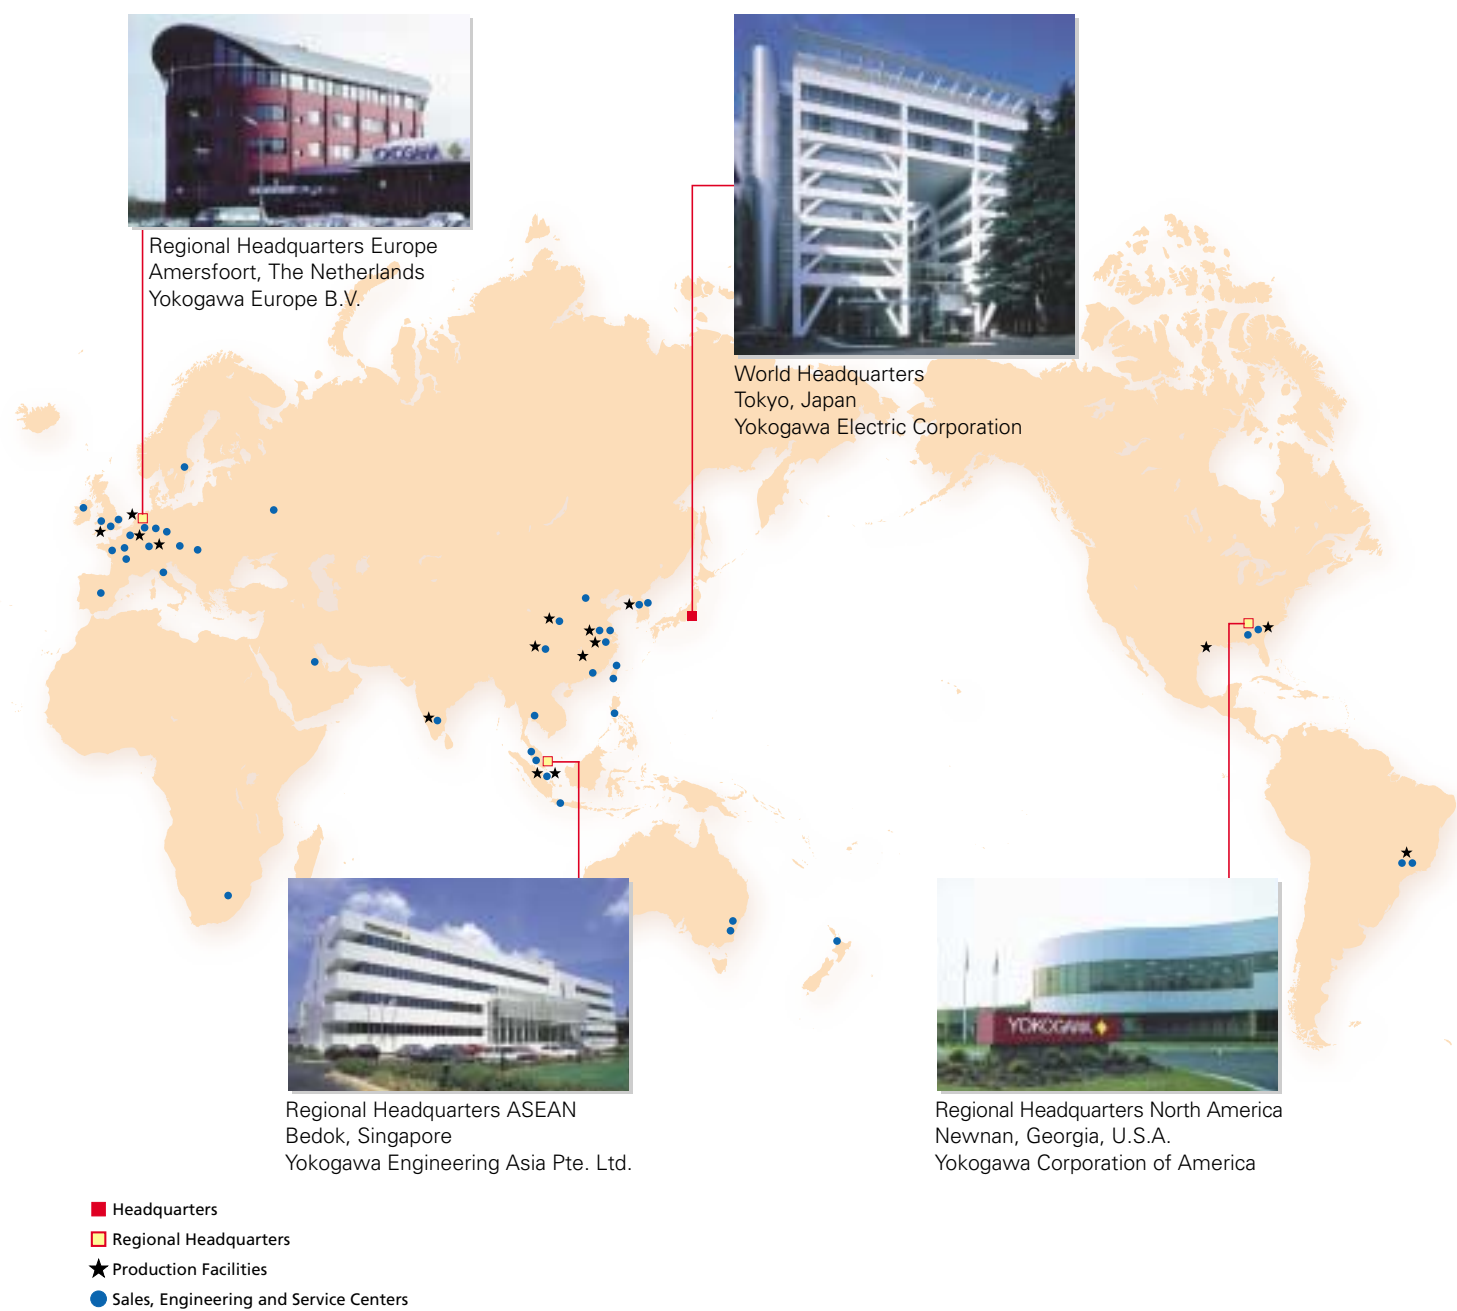 YOKOGAWA
Regional Headquarters Europe
Amersfoort, The Netherlands
Yokogawa Europe B.V.
World Headquarters
Tokyo, Japan
Yokogawa Electric Corporation
YOKOGAWA
Regional Headquarters ASEAN
Bedok, Singapore
Yokogawa Engineering Asia Pte. Ltd.
Regional Headquarters North America
Newnan, Georgia, U.S.A.
Yokogawa Corporation of America
Headquarters
Regional Headquarters
Production Facilities
Sales, Engineering and Service Centers